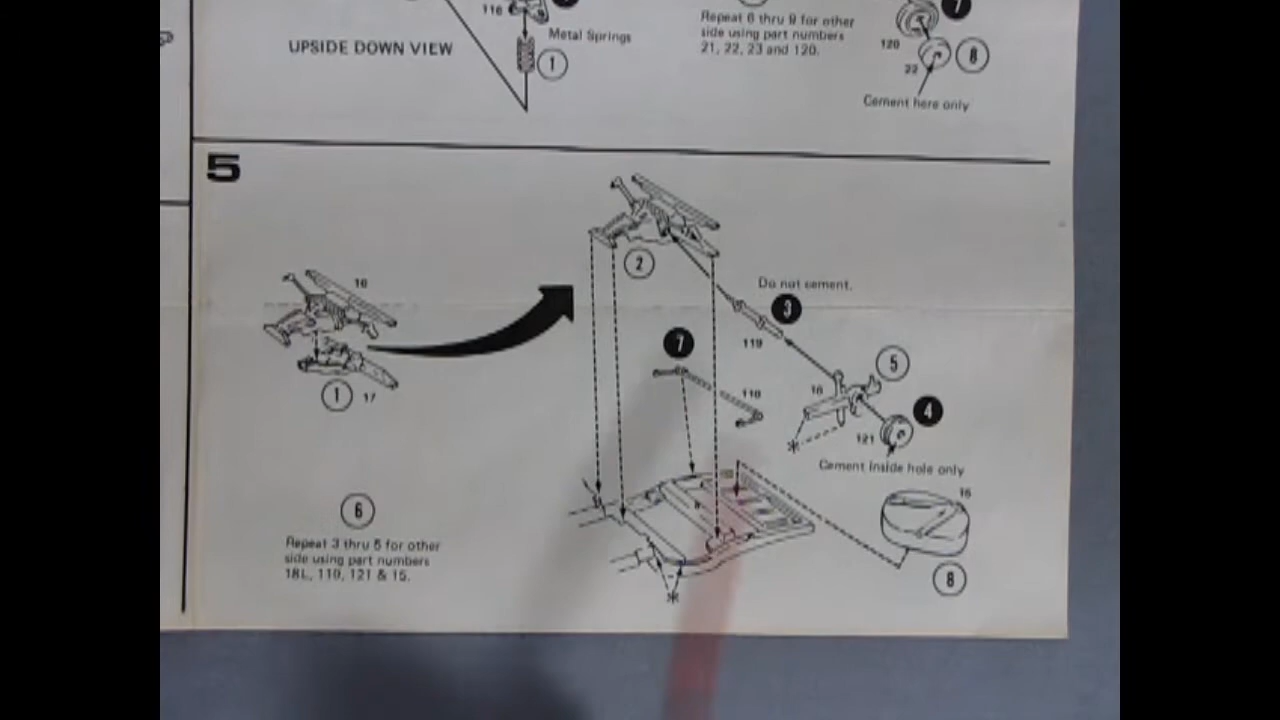 116
Metal Springs
UPSIDE DOWN VIEW
1
Repeat 6 thru 9 for other
side using part numbers
21, 22, 23 and 120.
7
120
8
22
Cement here only
5
2
Do not cement.
3
119
16
7
118
16
5
4
121
Cement inside hole only
1
17
6
Repeat 3 thru 5 for other
side using part numbers
18L, 119, 121 & 15.
8